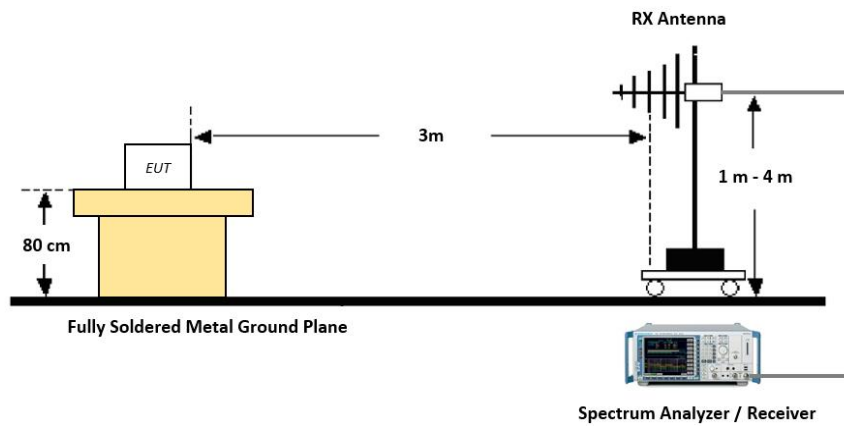 RX Antenna
3m
EUT
1 m - 4 m
80 cm
Fully Soldered Metal Ground Plane
Spectrum Analyzer / Receiver